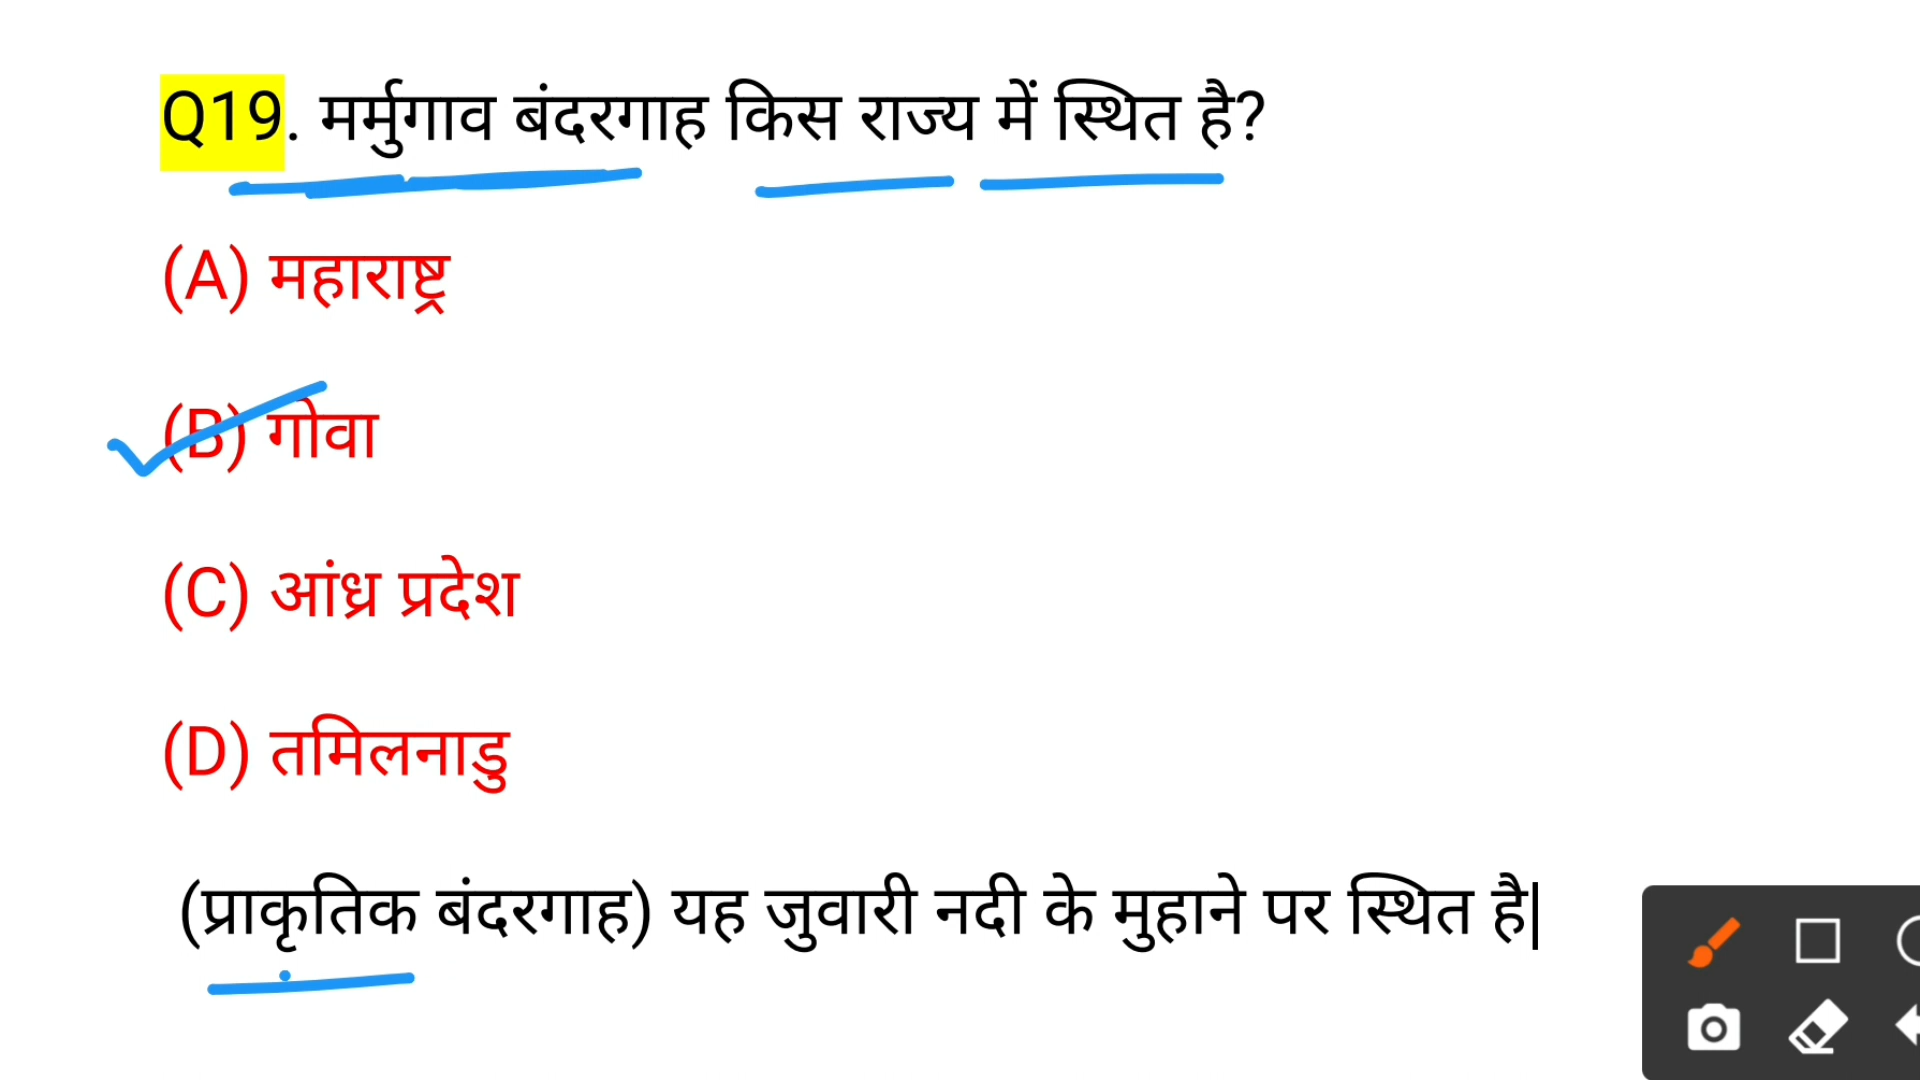 Q19. मर्मुगाव बंदरगाह किस राज्य में स्थित है?
(A) महाराष्ट्र
(B) गोवा
(C) आंध्र प्रदेश
(D) तमिलनाडु
(प्राकृतिक बंदरगाह) यह जुवारी नदी के मुहाने पर स्थित है|